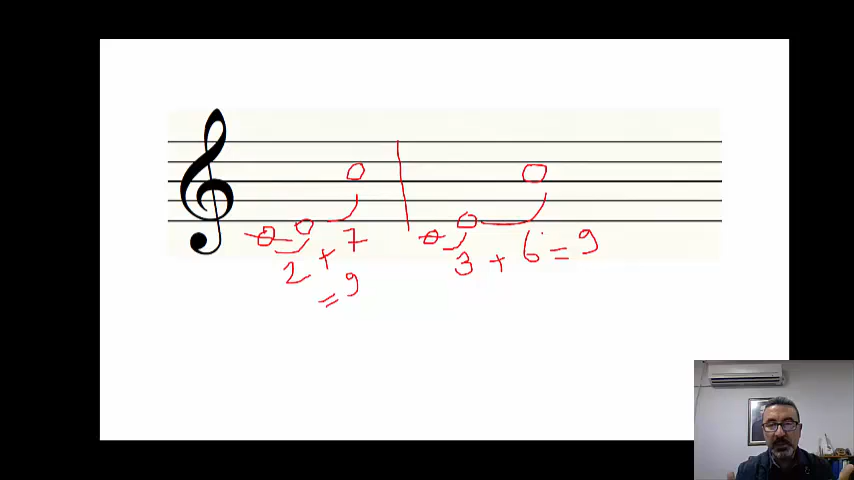 2 + 7
= 9
3 + 6 = 9